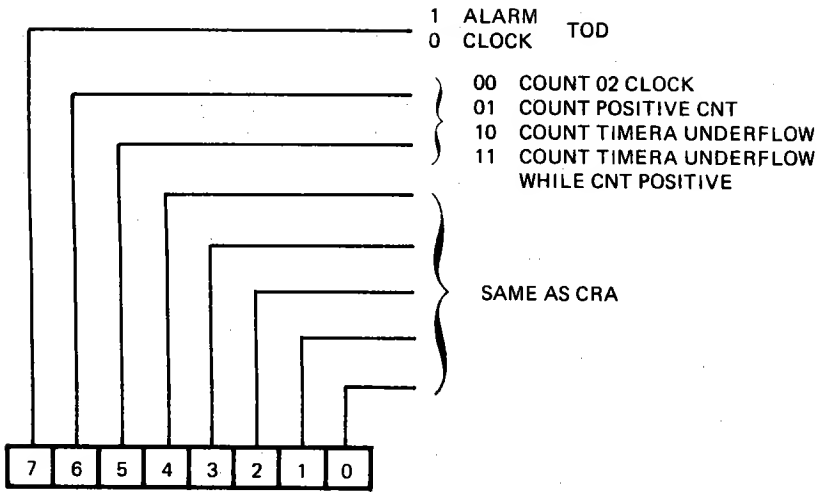 1 ALARM
0 CLOCK
TOD
00 COUNT 02 CLOCK
01 COUNT POSITIVE CNT
10 COUNT TIMERA UNDERFLOW
11 COUNT TIMERA UNDERFLOW
WHILE CNT POSITIVE
SAME AS CRA
7 6 5 4 3 2 1 0